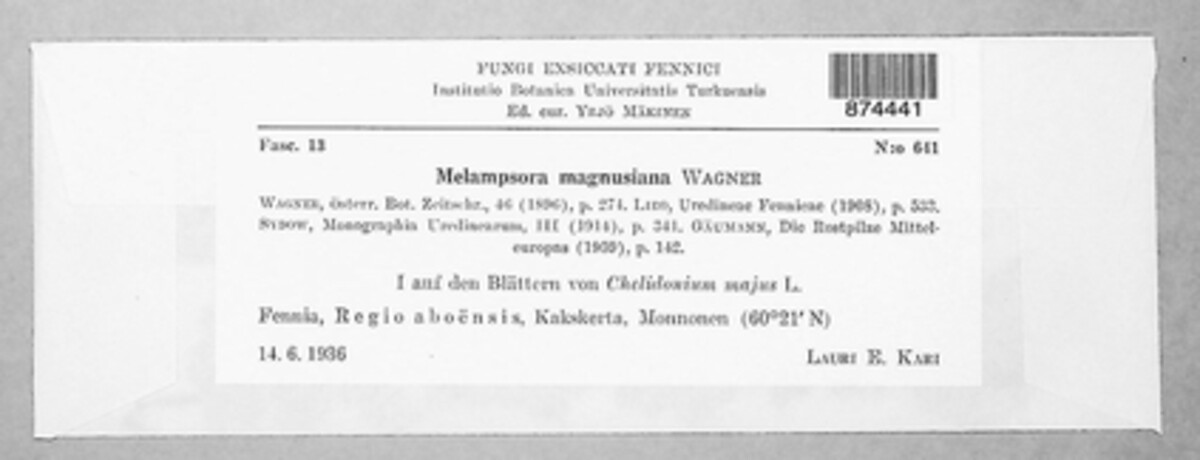 FUNGI EXSICCATI FENNICI
Instituto Botanica Universitatis Turkuensis
Ed. cur. YRJÖ MÄKINEN
874441
Fasc. 13
N:o 641
Melampsora magnusiana WAGNER
WAGNER, österr. Bot. Zeitschr., 46 (1896), p. 274. LIRO, Uredineae Fennicae (1908), p. 533.
SYDOW, Monographia Uredinearum, III (1914), p. 341. GÄUMANN, Die Rostpilze Mittel-
europas (1959), p. 142.
I auf den Blättern von Chelidonium majus L.
Fennia, Regio aboënsis, Kakskerta, Monnonen (60°21' N)
14. 6. 1936
LAURI E. KARI